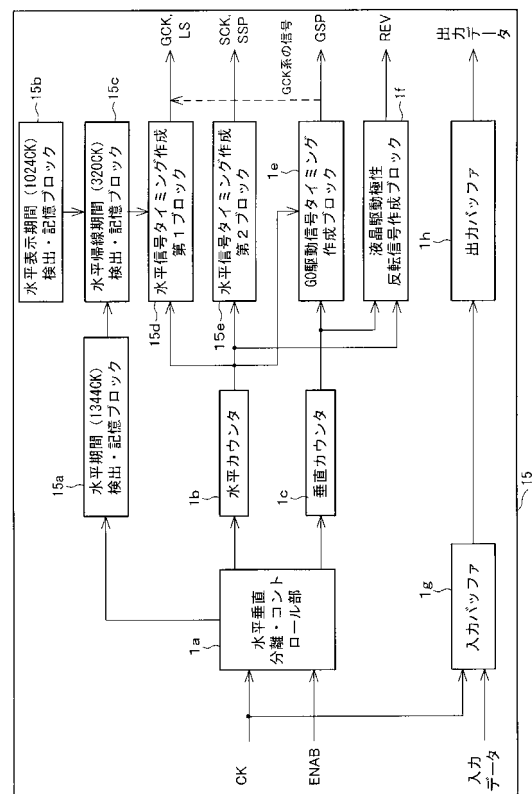 水平表示期間（1024CK）
検出・記憶ブロック
15b
水平期間（1344CK）
検出・記憶ブロック
15a
水平帰線期間（320CK）
検出・記憶ブロック
15c
水平信号タイミング作成
第1ブロック
15d
GCK,
LS
水平信号タイミング作成
第2ブロック
15e
SCK,
SSP
GCK系の信号
CK
ENAB
水平垂直
分離・コント
ロール部
1a
水平カウンタ
1b
垂直カウンタ
1c
GD駆動信号タイミング
作成ブロック
1e
GSP
液晶駆動極性
反転信号作成ブロック
1f
REV
入力
データ
入力バッファ
1g
出力バッファ
1h
出力
データ
15